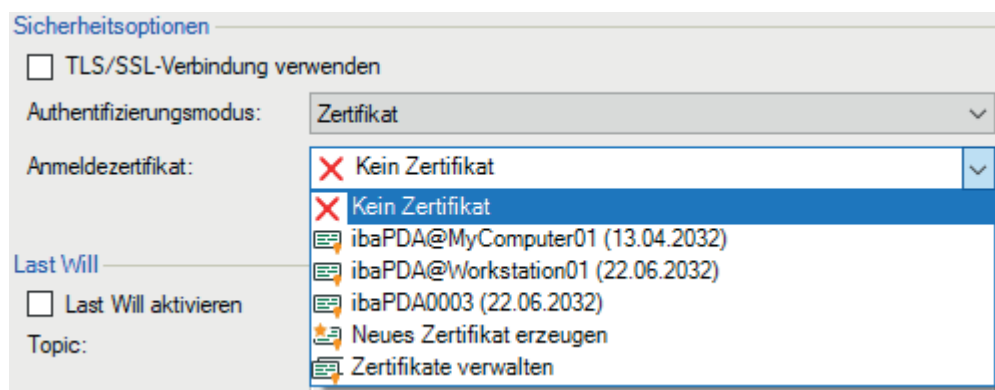 Sicherheitsoptionen
TLS/SSL-Verbindung verwenden
Authentifizierungsmodus: Zertifikat
Anmeldezertifikat: Kein Zertifikat
Kein Zertifikat
ibaPDA@MyComputer01 (13.04.2032)
Last Will
ibaPDA@Workstation01 (22.06.2032)
Last Will aktivieren
ibaPDA0003 (22.06.2032)
Topic:
Neues Zertifikat erzeugen
Zertifikate verwalten